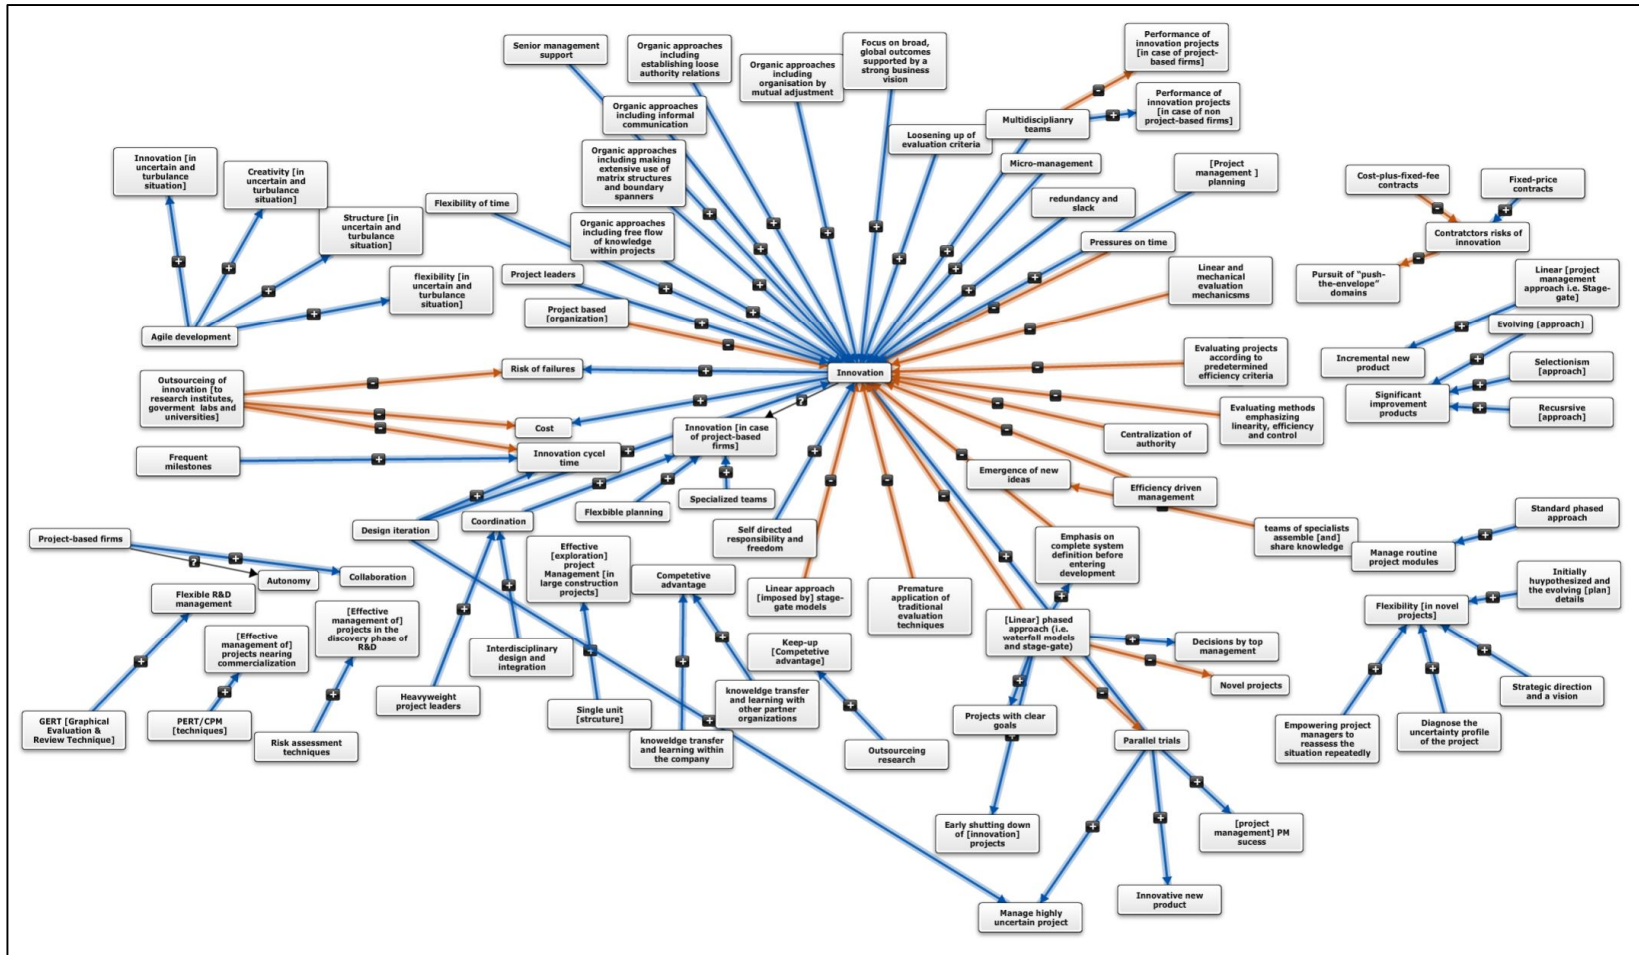 Senior management
support
Organic approaches
including
establishing loose
authority relations
Organic approaches
including
organisation by
mutual adjustment
Focus on broad,
global outcomes
supported by a
strong business
vision
Performance of
innovation projects
[in case of project-
based firms]
Performance of
innovation projects
[in case of non
project-based firms]
Organic approaches
including informal
communication
Loosening up of
evaluation criteria
Multidisciplianry
teams
Micro-management
[Project
management ]
planning
Organic approaches
including making
extensive use of
matrix structures
and boundary
spanners
Innovation [in
uncertain and
turbulance
situation]
Creativity [in
uncertain and
turbulance
situation]
Structure [in
uncertain and
turbulance
situation]
flexibility [in
uncertain and
turbulance
situation]
Agile development
Flexibility of time
Organic approaches
including free flow
of knowledge
within projects
redundancy and
slack
Pressures on time
Cost-plus-fixed-fee
contracts
Fixed-price
contracts
Contratctors risks of
innovation
Pursuit of "push-
the-envelope"
domains
Linear [project
management
approach i.e. Stage-
gate]
Evolving [approach]
Incremental new
product
Selectionism
[approach]
Significant
improvement
products
Recursive
[approach]
Project leaders
Project based
[organization]
Linear and
mechanical
evaluation
mechanicsms
Risk of failures
Innovation
Evaluating projects
according to
predetermined
efficiency criteria
Outsourceing of
innovation [to
research institutes,
goverment labs and
universities]
Cost
Innovation [in case
of project-based
firms]
Evaluating methods
emphasizing
linearity, efficiency
and control
Centralization of
authority
Frequent
milestones
Innovation cycel
time
Emergence of new
ideas
Efficiency driven
management
Specialized teams
Flexbible planning
Coordination
Design iteration
Self directed
responsibility and
freedom
teams of specialists
assemble [and]
share knowledge
Standard phased
approach
Manage routine
project modules
Project-based firms
Autonomy
Collaboration
Effective
[exploration]
project
Management [in
large construction
projects]
Competetive
advantage
Linear approach
[imposed by] stage-
gate models
Premature
application of
traditional
evaluation
techniques
Emphasis on
complete system
definition before
entering
development
Initially
huypothesized and
the evolving [plan]
details
Flexibility [in novel
projects]
Flexible R&D
management
[Effective
management of]
projects nearing
commercialization
[Effective
management of]
projects in the
discovery phase of
R&D
Interdisciplinary
design and
integration
Keep-up
[Competetive
advantage]
[Linear] phased
approach (i.e.
waterfall models
and stage-gate)
Decisions by top
management
Novel projects
Strategic direction
and a vision
GERT [Graphical
Evaluation &
Review Technique]
PERT/CPM
[techniques]
Risk assessment
techniques
Heavyweight
project leaders
Single unit
[strcuture]
knoweldge transfer
and learning with
other partner
organizations
knoweldge transfer
and learning within
the company
Outsourceing
research
Projects with clear
goals
Parallel trials
Empowering project
managers to
reassess the
situation repeatedly
Diagnose the
uncertainty profile
of the project
Early shutting down
of [innovation]
projects
[project
management] PM
sucess
Innovative new
product
Manage highly
uncertain project